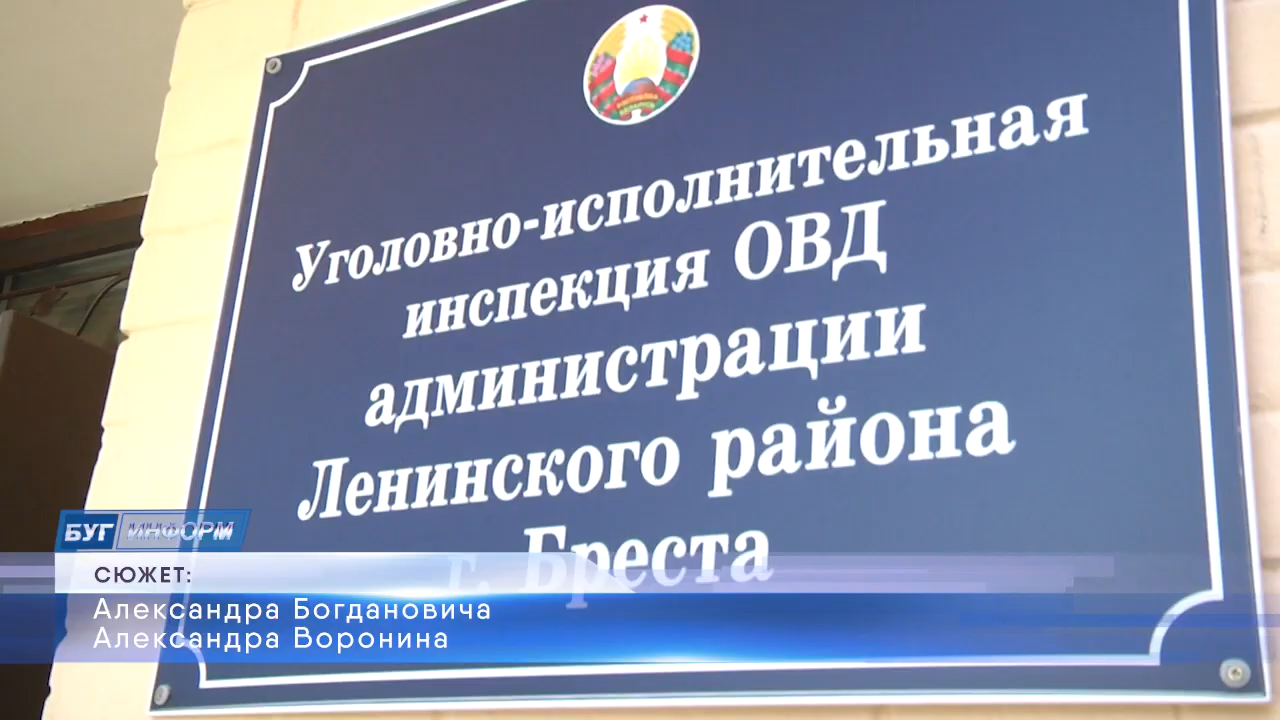 Уголовно-исполнительная
инспекция ОВД
администрации
Ленинского района
г. Бреста
БУГ ИНФОРМ
СЮЖЕТ:
Александра Богдановича
Александра Воронина